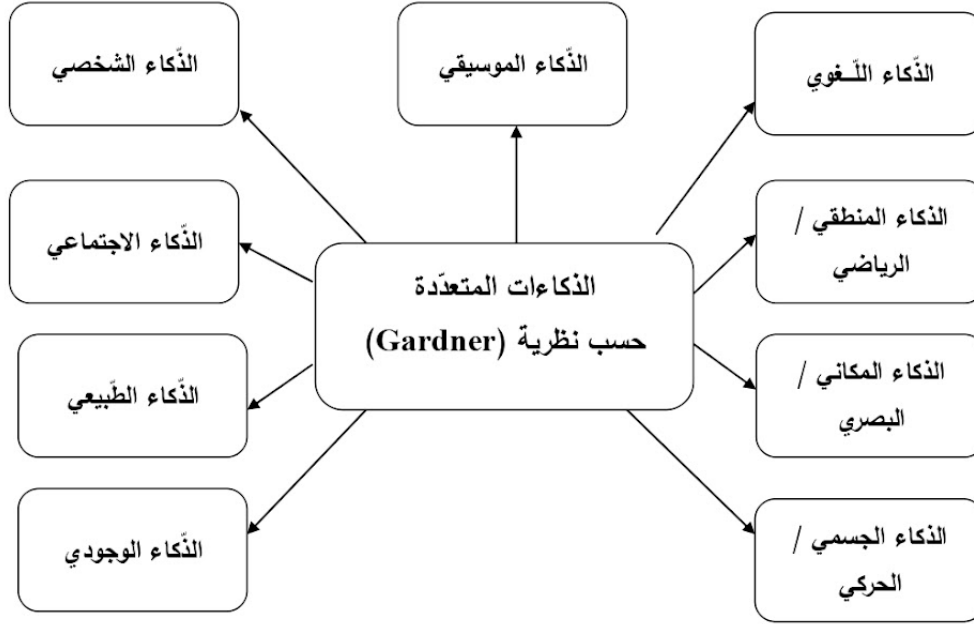 الذّكاء اللّـغوي
الذّكاء الموسيقي
الذّكاء الشخصي
الذكاء المنطقي /
الرياضي
الذّكاء الاجتماعي
الذكاءات المتعدّدة
حسب نظرية (Gardner)
الذكاء المكاني /
البصري
الذّكاء الطّبيعي
الذكاء الجسمي /
الحركي
الذّكاء الوجودي